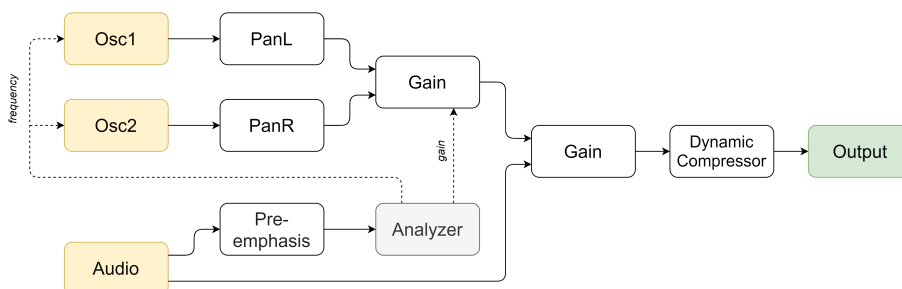 Osc1
PanL
Gain
frequency
Osc2
PanR
gain
Gain
Dynamic
Compressor
Output
Pre-
emphasis
Analyzer
Audio